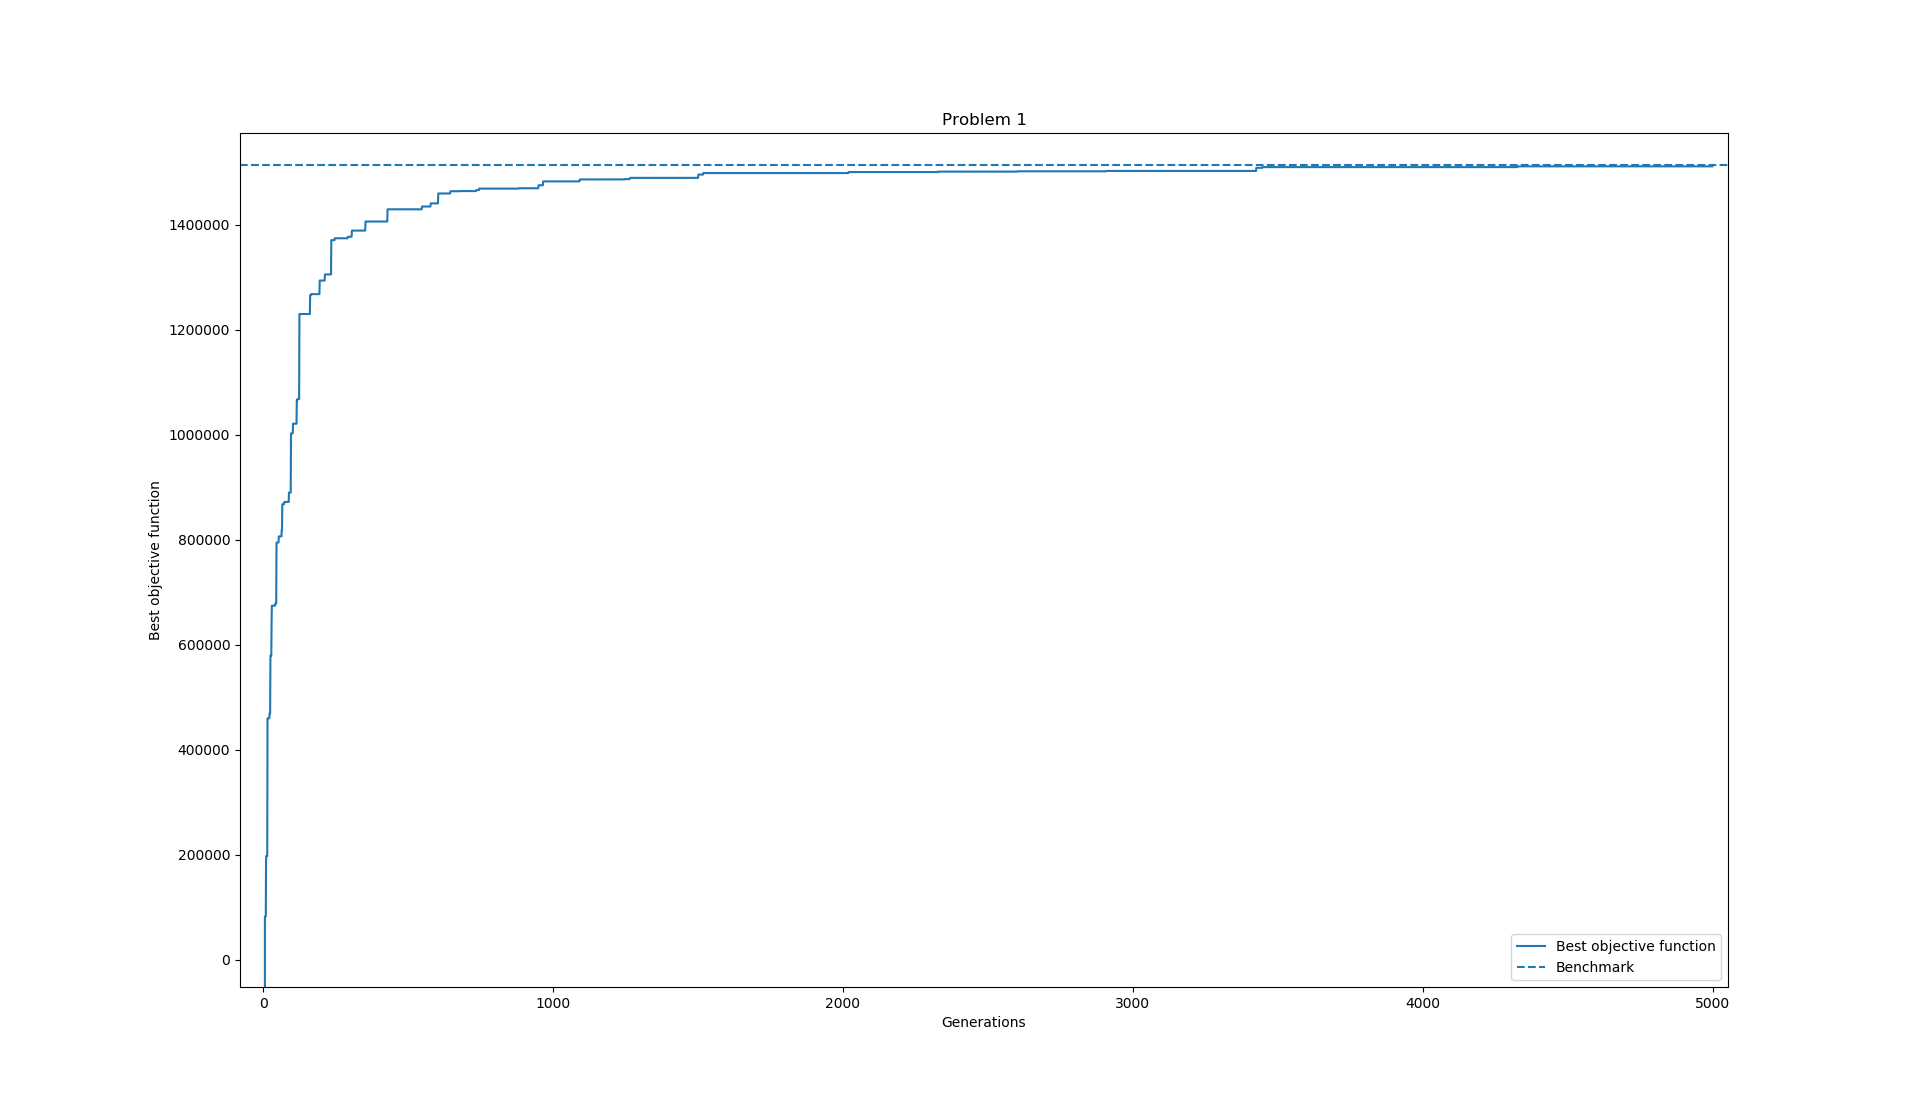 Problem 1
Best objective function
1400000
1200000
1000000
800000
600000
400000
200000
0
0 1000 2000 3000 4000 5000
Generations
Best objective function
Benchmark